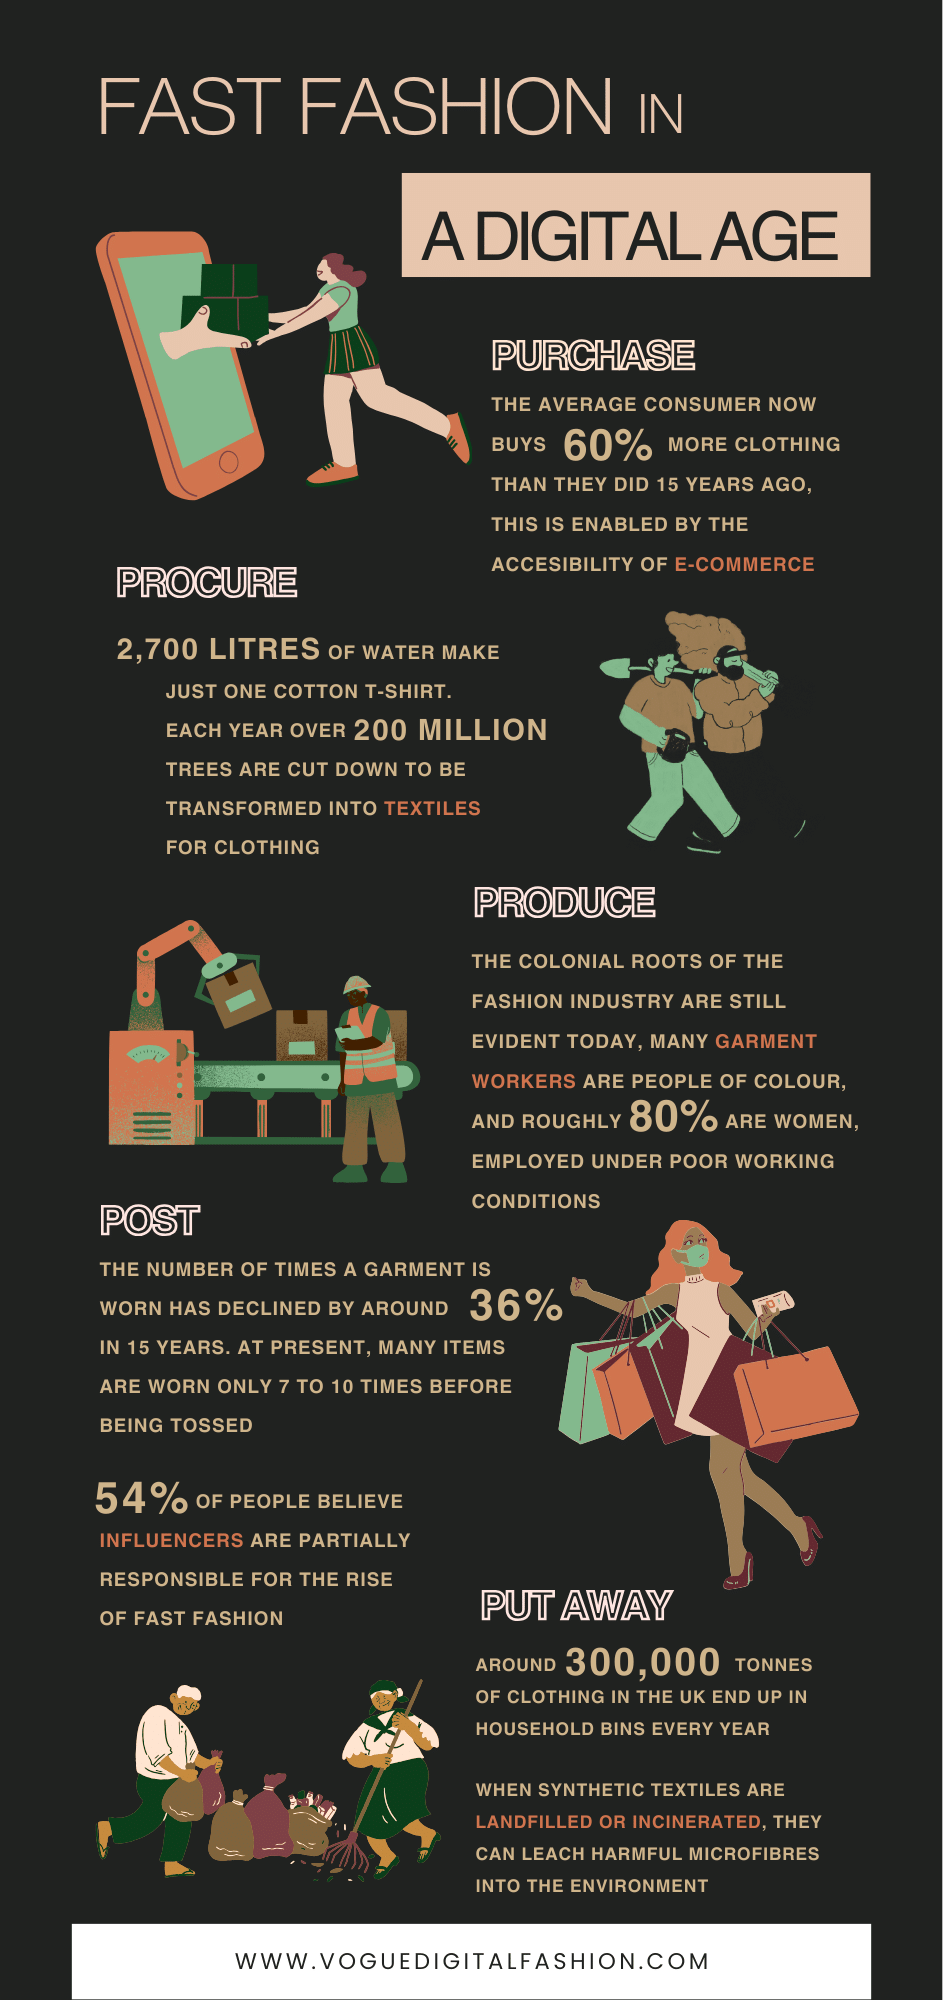 FAST FASHION IN
A DIGITAL AGE
PURCHASE
THE AVERAGE CONSUMER NOW
BUYS 60% MORE CLOTHING
THAN THEY DID 15 YEARS AGO,
THIS IS ENABLED BY THE
ACCESIBILITY OF E-COMMERCE
PROCURE
2,700 LITRES OF WATER MAKE
JUST ONE COTTON T-SHIRT.
EACH YEAR OVER 200 MILLION
TREES ARE CUT DOWN TO BE
TRANSFORMED INTO TEXTILES
FOR CLOTHING
PRODUCE
THE COLONIAL ROOTS OF THE
FASHION INDUSTRY ARE STILL
EVIDENT TODAY, MANY GARMENT
WORKERS ARE PEOPLE OF COLOUR,
AND ROUGHLY 80% ARE WOMEN,
EMPLOYED UNDER POOR WORKING
CONDITIONS
POST
THE NUMBER OF TIMES A GARMENT IS
WORN HAS DECLINED BY AROUND 36%
IN 15 YEARS. AT PRESENT, MANY ITEMS
ARE WORN ONLY 7 TO 10 TIMES BEFORE
BEING TOSSED
54% OF PEOPLE BELIEVE
INFLUENCERS ARE PARTIALLY
RESPONSIBLE FOR THE RISE
OF FAST FASHION
PUT AWAY
AROUND 300,000 TONNES
OF CLOTHING IN THE UK END UP IN
HOUSEHOLD BINS EVERY YEAR
WHEN SYNTHETIC TEXTILES ARE
LANDFILLED OR INCINERATED, THEY
CAN LEACH HARMFUL MICROFIBRES
INTO THE ENVIRONMENT
WWW.VOGUEDIGITALFASHION.COM